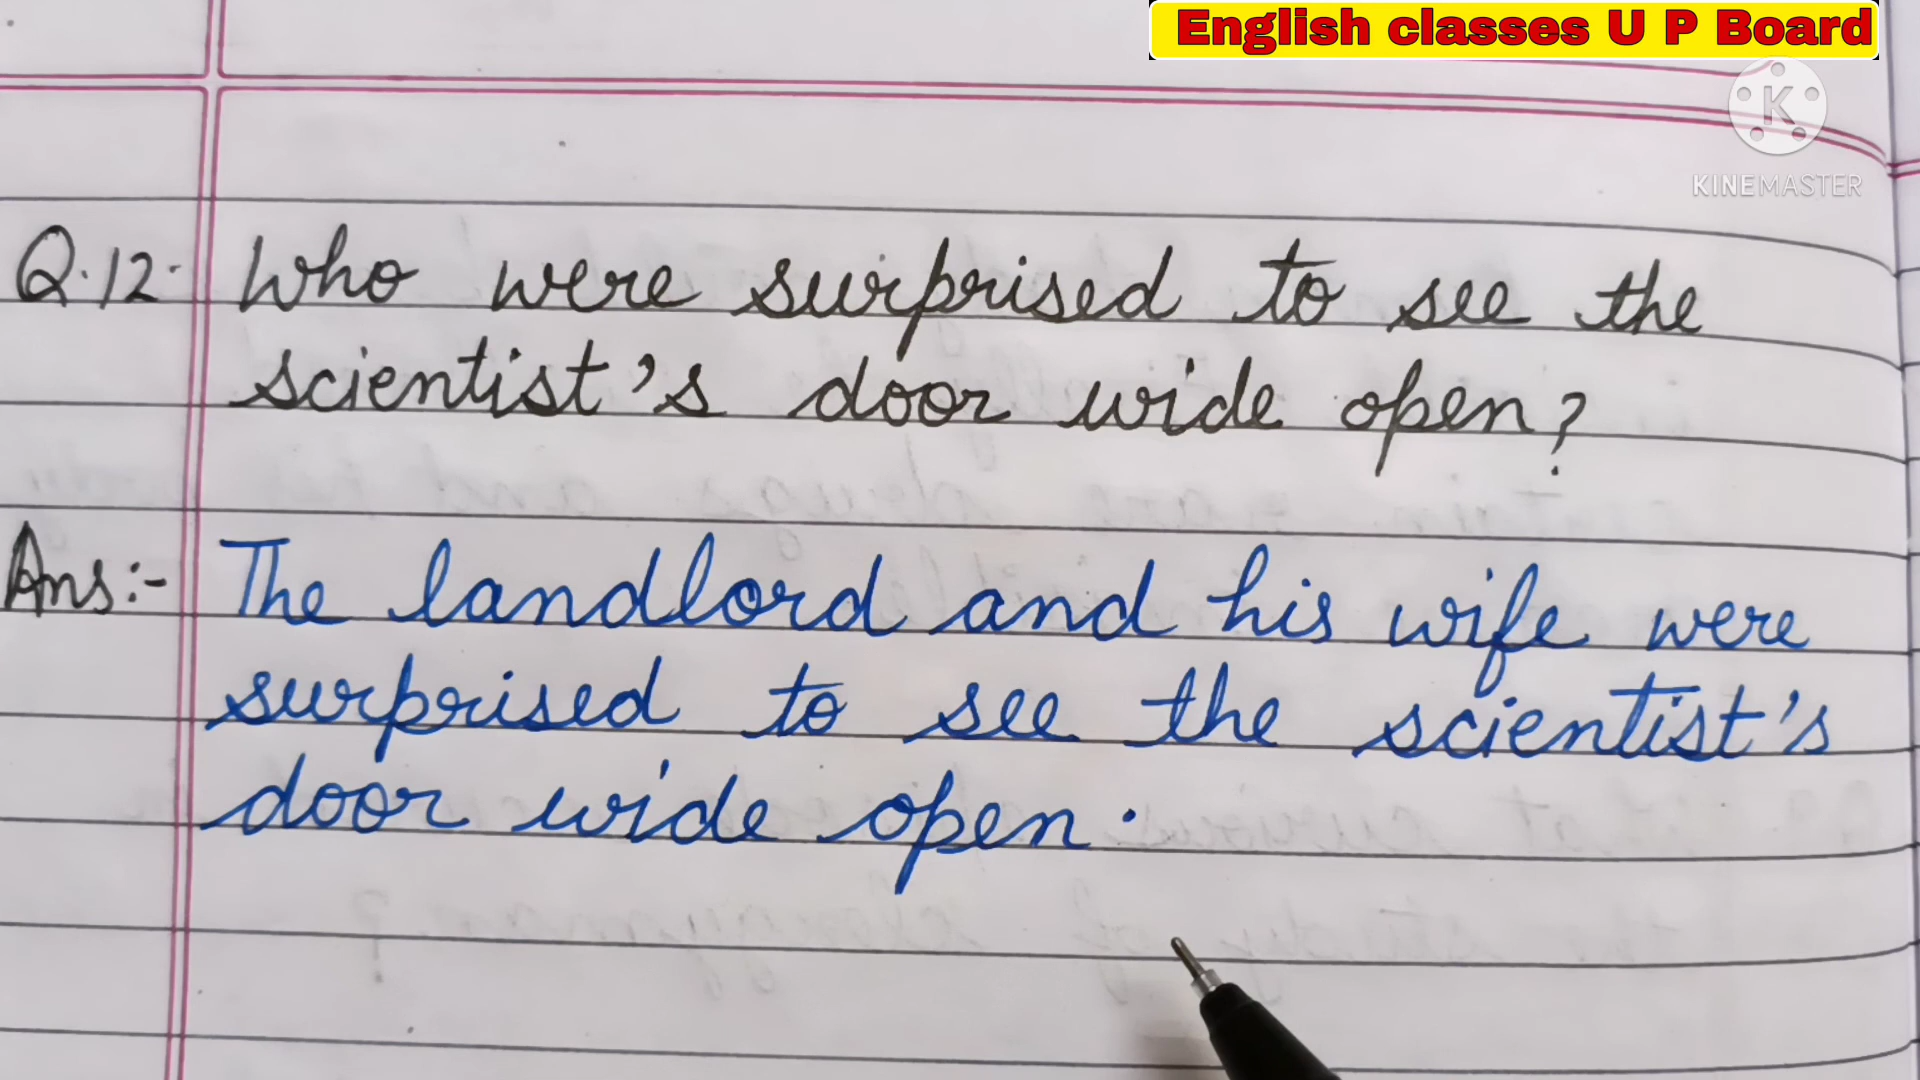 English classes U P Board
K
KINEMASTER
Q.12. Who were surprised to see the
scientist's door wide open?
Ans:- The landlord and his wife were
surprised to see the scientist's
door wide open.